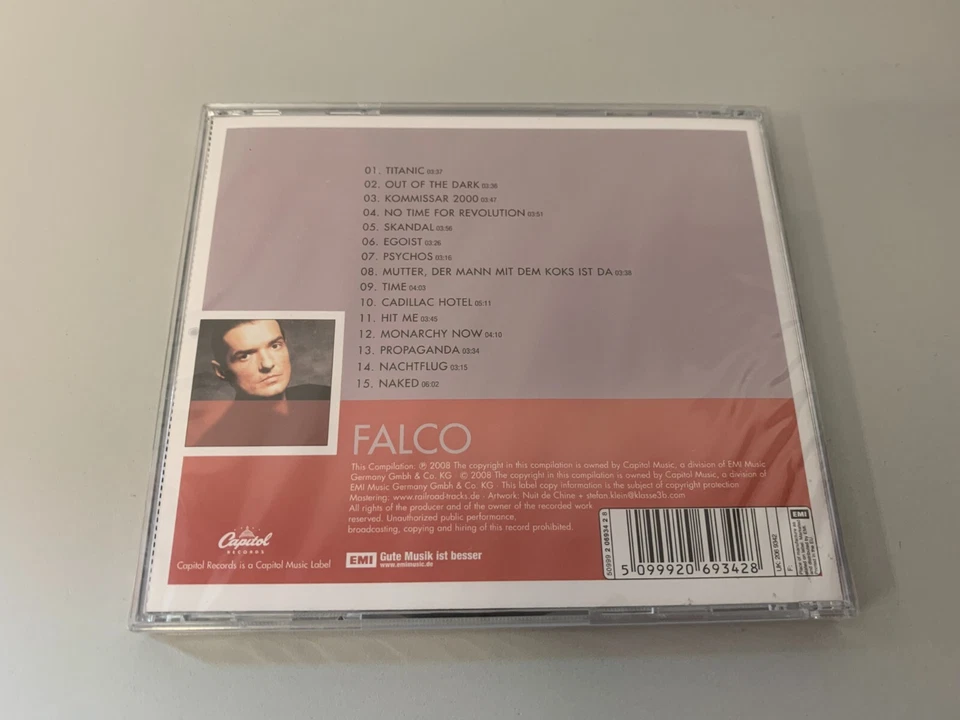 01. TITANIC 03:37
02. OUT OF THE DARK 03:36
03. KOMMISSAR 2000 03:47
04. NO TIME FOR REVOLUTION 03:51
05. SKANDAL 03:56
06. EGOIST 03:26
07. PSYCHOS 03:16
08. MUTTER, DER MANN MIT DEM KOKS IST DA 03:38
09. TIME 04:03
10. CADILLAC HOTEL 05:11
11. HIT ME 03:45
12. MONARCHY NOW 04:10
13. PROPAGANDA 03:34
14. NACHTFLUG 03:15
15. NAKED 06:02
FALCO
This Compilation: ℗ 2008 The copyright in this compilation is owned by Capitol Music, a division of EMI Music
Germany Gmbh & Co. KG · © 2008 The copyright in this compilation is owned by Capitol Music, a division of
EMI Music Germany Gmbh & Co. KG · This label copy information is the subject of copyright protection
Mastering: www.railroad-tracks.de · Artwork: Nuit de Chine + stefan.klein@klasse3b.com
All rights of the producer and of the owner of the recorded work
reserved. Unauthorized public performance,
broadcasting, copying and hiring of this record prohibited.
Capitol
RECORDS
Capitol Records is a Capitol Music Label
EMI Gute Musik ist besser
www.emimusic.de
50999 2 06934 2 8
5 099920 693428
EMI